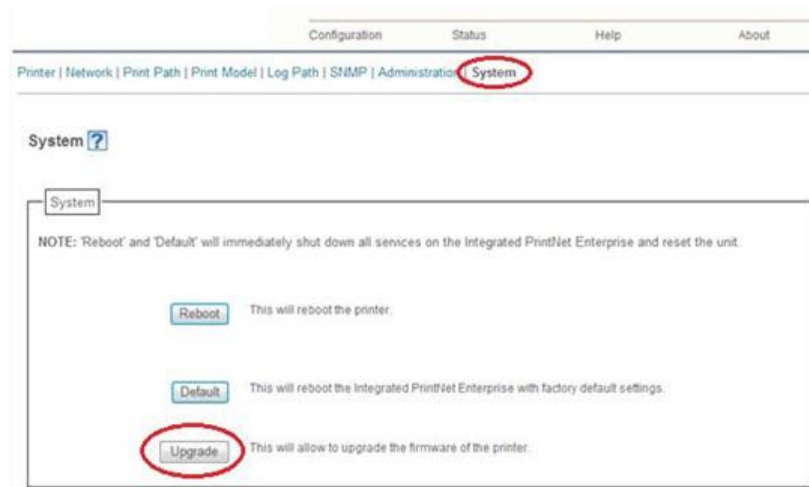 Configuration Status Help About
Printer | Network | Print Path | Print Model | Log Path | SNMP | Administration | System
System ?
System
NOTE: 'Reboot' and 'Default' will immediately shut down all services on the Integrated PrintNet Enterprise and reset the unit.
Reboot This will reboot the printer.
Default This will reboot the Integrated PrintNet Enterprise with factory default settings.
Upgrade This will allow to upgrade the firmware of the printer.